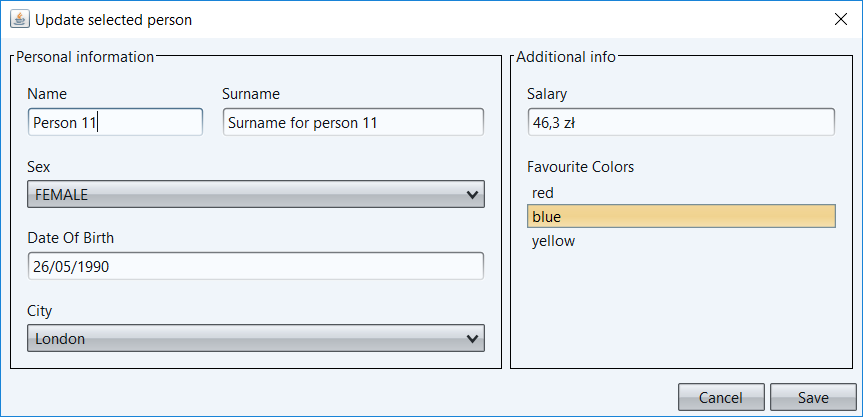 Update selected person
Personal information
Name
Surname
Person 11
Surname for person 11
Sex
FEMALE
Date Of Birth
26/05/1990
City
London
Additional info
Salary
46,3 zł
Favourite Colors
red
blue
yellow
Cancel
Save